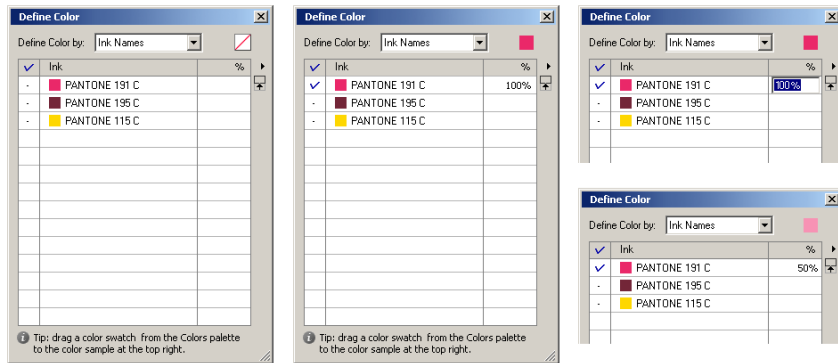 Define Color
Define Color by: Ink Names
Ink %
- PANTONE 191 C
- PANTONE 195 C
- PANTONE 115 C
Tip: drag a color swatch from the Colors palette
to the color sample at the top right.
Define Color
Define Color by: Ink Names
Ink %
PANTONE 191 C 100%
- PANTONE 195 C
- PANTONE 115 C
Tip: drag a color swatch from the Colors palette
to the color sample at the top right.
Define Color
Define Color by: Ink Names
Ink %
PANTONE 191 C 100%
- PANTONE 195 C
- PANTONE 115 C
Define Color
Define Color by: Ink Names
Ink %
PANTONE 191 C 50%
- PANTONE 195 C
- PANTONE 115 C